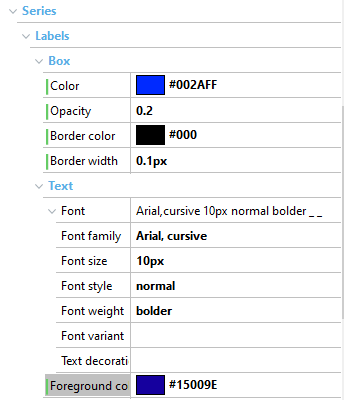 Series
Labels
Box
Color #002AFF
Opacity 0.2
Border color #000
Border width 0.1px
Text
Font Arial,cursive 10px normal bolder _ _
Font family Arial, cursive
Font size 10px
Font style normal
Font weight bolder
Font variant
Text decorati
Foreground co #15009E